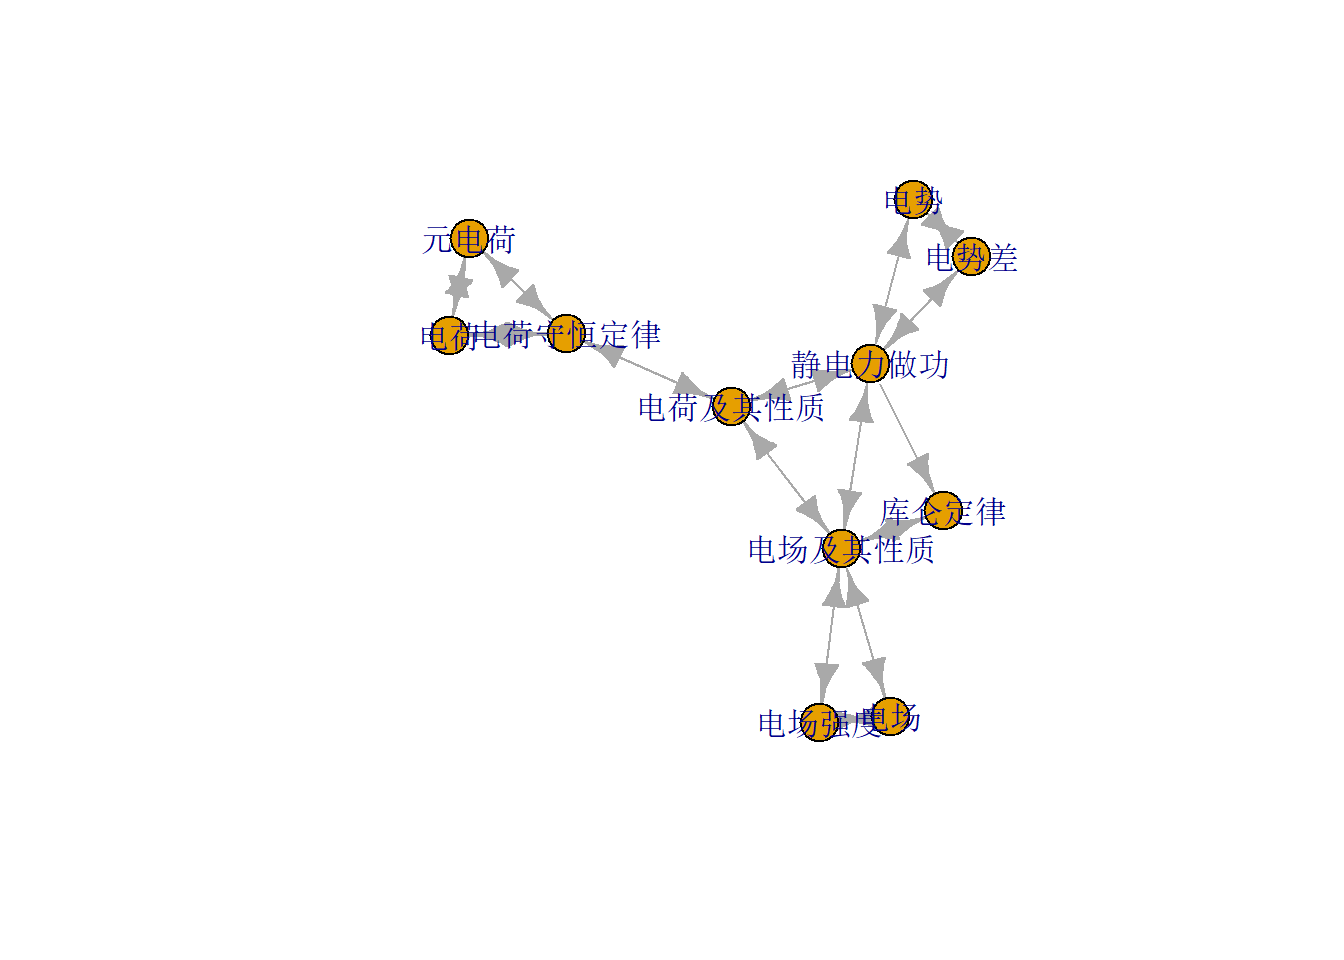 电势
元电荷
电势差
电荷
电荷守恒定律
静电力做功
电荷及其性质
库仑定律
电场及其性质
电场强度
电场